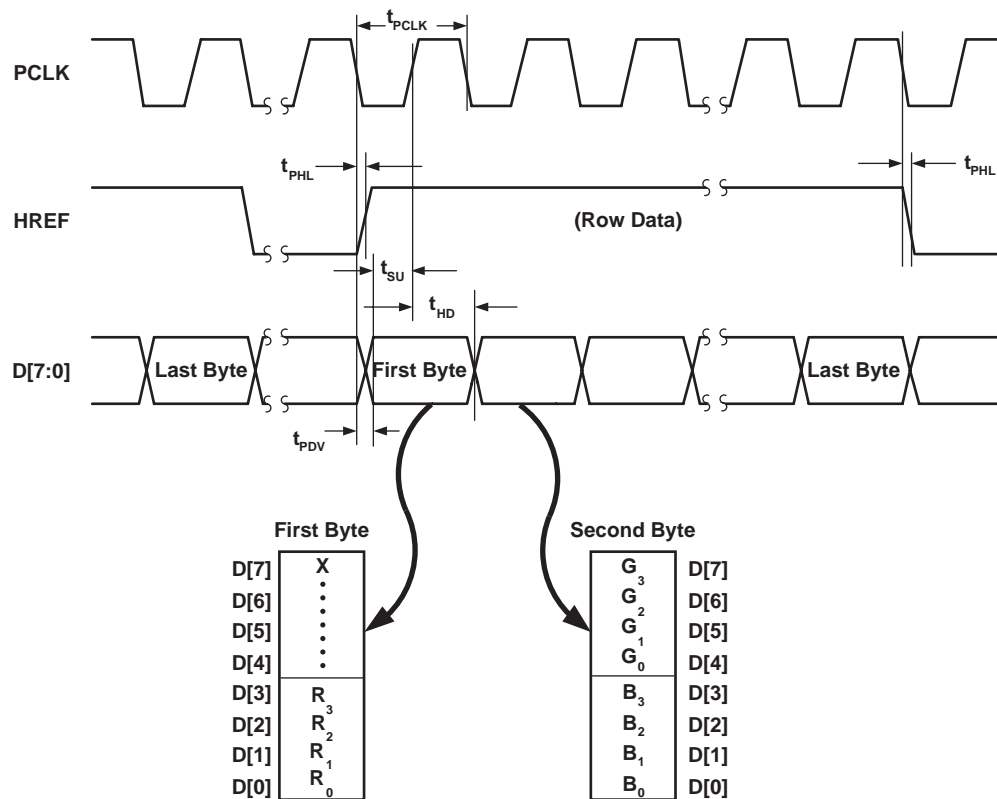 t_PCLK
PCLK
t_PHL
t_PHL
HREF
(Row Data)
t_SU
t_HD
D[7:0]
Last Byte
First Byte
Last Byte
t_PDV
First Byte
Second Byte
D[7] X G_3 D[7]
D[6] G_2 D[6]
D[5] G_1 D[5]
D[4] G_0 D[4]
D[3] R_3 B_3 D[3]
D[2] R_2 B_2 D[2]
D[1] R_1 B_1 D[1]
D[0] R_0 B_0 D[0]